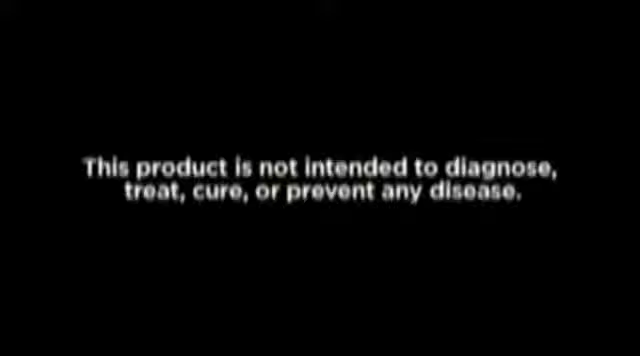 This product is not intended to diagnose,
treat, cure, or prevent any disease.